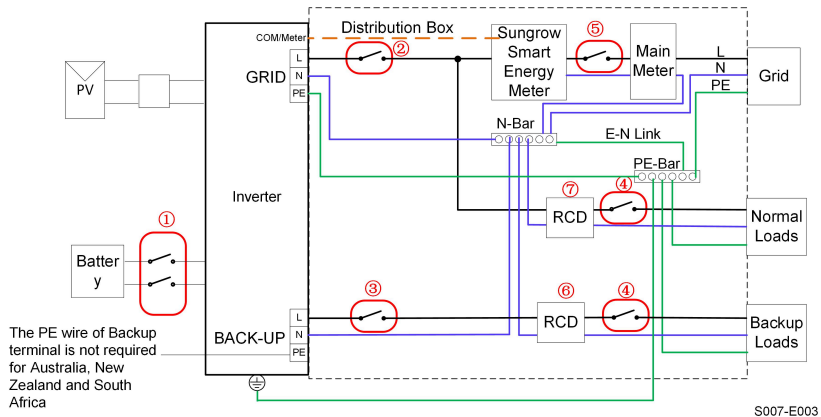 Distribution Box
COM/Meter
②
Sungrow
Smart
Energy
Meter
⑤
Main
Meter
L
N
PE
Grid
L
GRID
N
PE
PV
N-Bar
E-N Link
PE-Bar
Inverter
①
Batter
y
⑦
RCD
④
Normal
Loads
③
⑥
RCD
④
Backup
Loads
L
BACK-UP
N
PE
The PE wire of Backup
terminal is not required
for Australia, New
Zealand and South
Africa
S007-E003